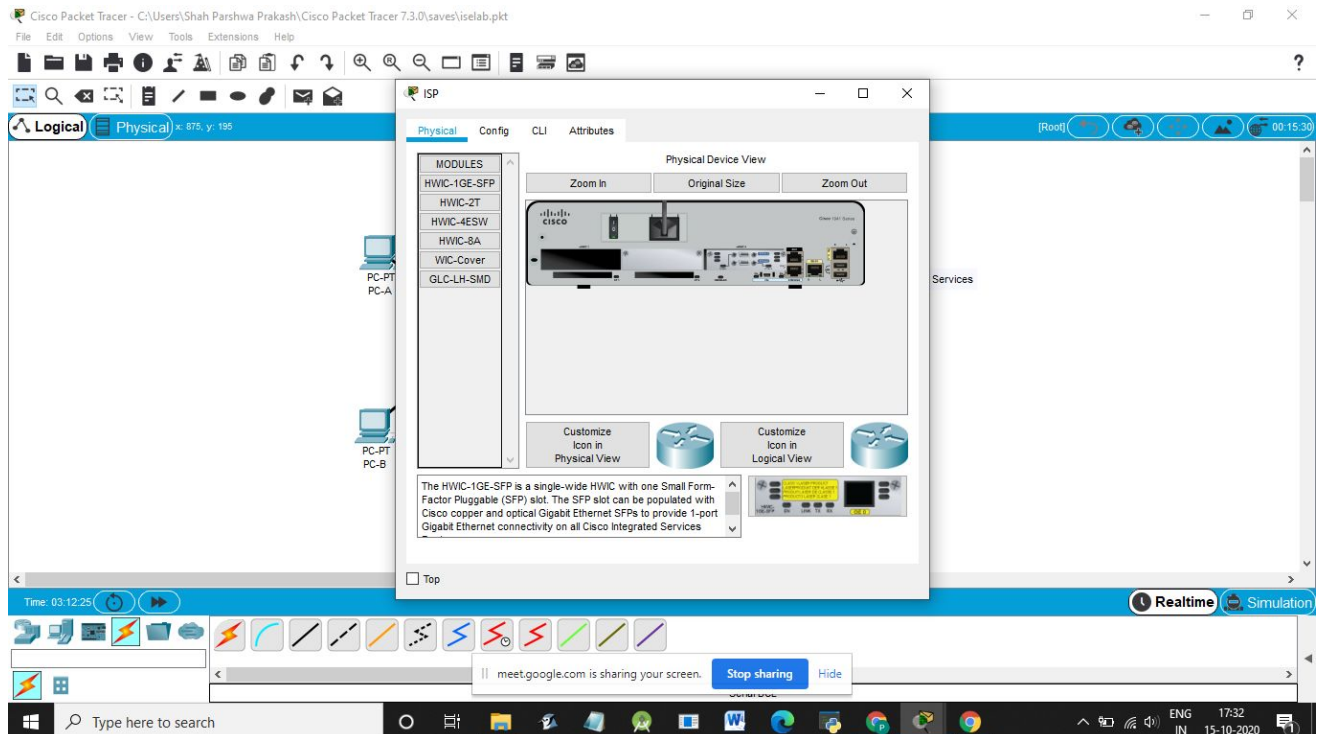 Cisco Packet Tracer - C:\Users\Shah Parshwa Prakash\Cisco Packet Tracer 7.3.0\saves\iselab.pkt
File Edit Options View Tools Extensions Help
?
ISP
Logical
Physical
x: 875, y: 195
[Root]
00:15:30
Physical Config CLI Attributes
MODULES
HWIC-1GE-SFP
HWIC-2T
HWIC-4ESW
HWIC-8A
WIC-Cover
GLC-LH-SMD
Physical Device View
Zoom In
Original Size
Zoom Out
CISCO
PC-PT
PC-A
Services
PC-PT
PC-B
Customize
Icon in
Physical View
Customize
Icon in
Logical View
The HWIC-1GE-SFP is a single-wide HWIC with one Small Form-
Factor Pluggable (SFP) slot. The SFP slot can be populated with
Cisco copper and optical Gigabit Ethernet SFPs to provide 1-port
Gigabit Ethernet connectivity on all Cisco Integrated Services
Top
Time: 03:12:25
Realtime
Simulation
meet.google.com is sharing your screen.
Stop sharing
Hide
Type here to search
ENG
IN
17:32
15-10-2020